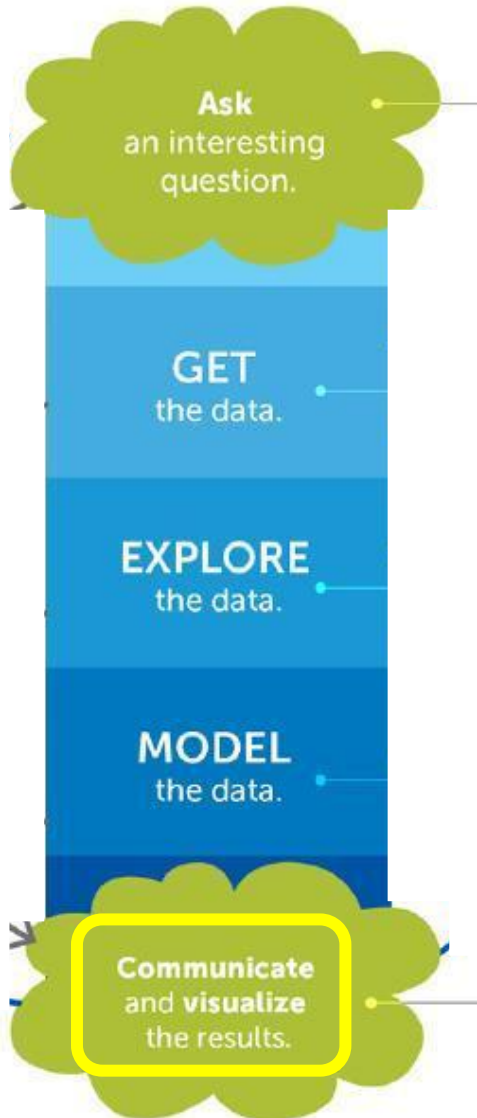 Ask
an interesting
question.
GET
the data.
EXPLORE
the data.
MODEL
the data.
Communicate
and visualize
the results.